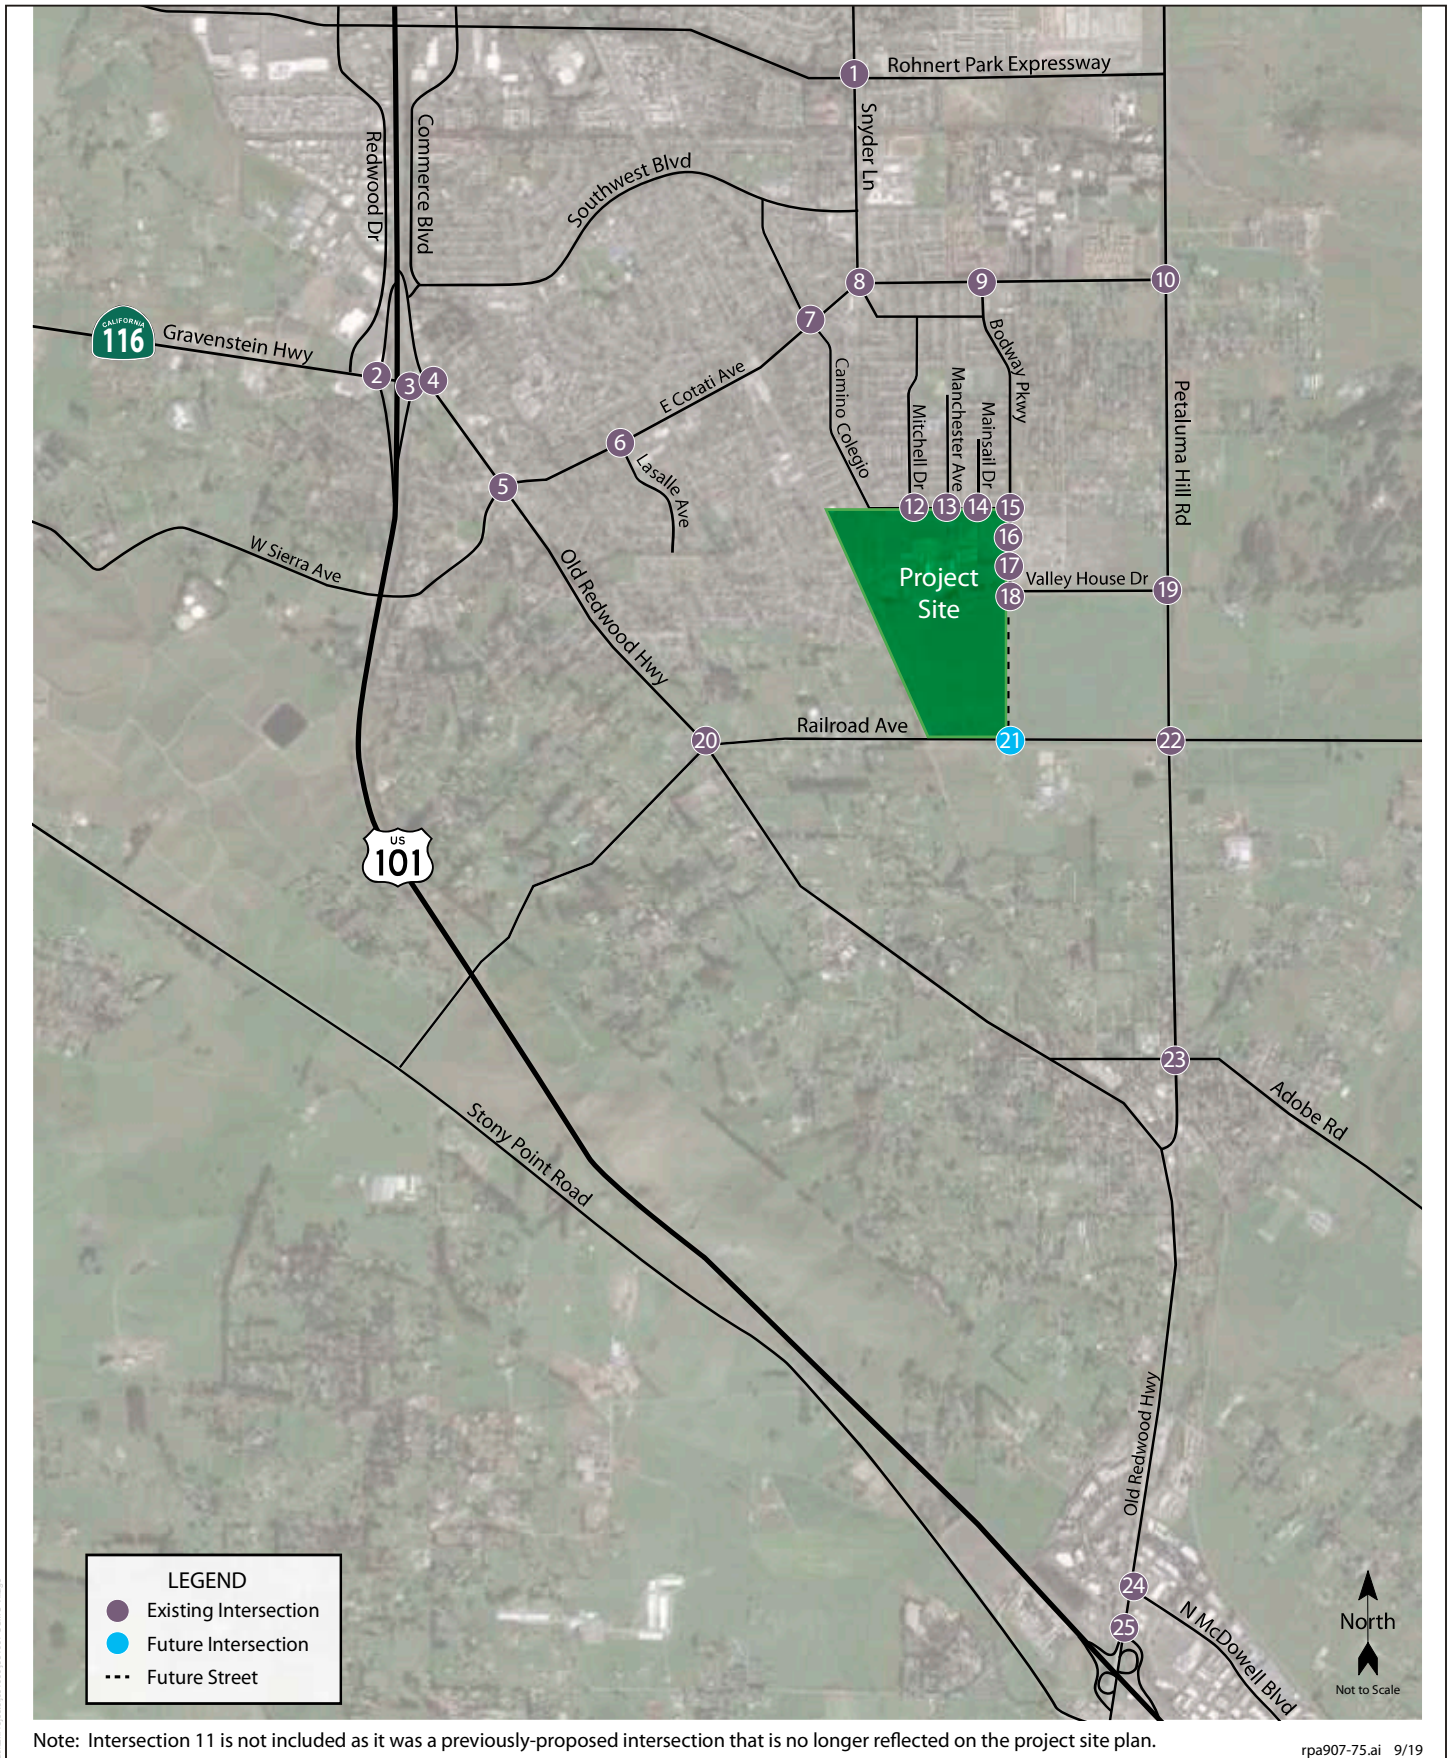 1
Rohnert Park Expressway
Snyder Ln
Redwood Dr
Commerce Blvd
Southwest Blvd
8
9
10
7
CALIFORNIA
116
Gravenstein Hwy
2
3
4
Bodway Pkwy
Camino Colegio
E Cotati Ave
Mitchell Dr
Manchester Ave
Mainsail Dr
Petaluma Hill Rd
6
Lasalle Ave
5
12
13
14
15
16
17
18
Project
Site
Valley House Dr
19
W Sierra Ave
Old Redwood Hwy
20
Railroad Ave
21
22
US
101
23
Adobe Rd
Stony Point Road
Old Redwood Hwy
24
25
N McDowell Blvd
North
Not to Scale
LEGEND
Existing Intersection
Future Intersection
Future Street
Note: Intersection 11 is not included as it was a previously-proposed intersection that is no longer reflected on the project site plan.
rpa907-75.ai 9/19